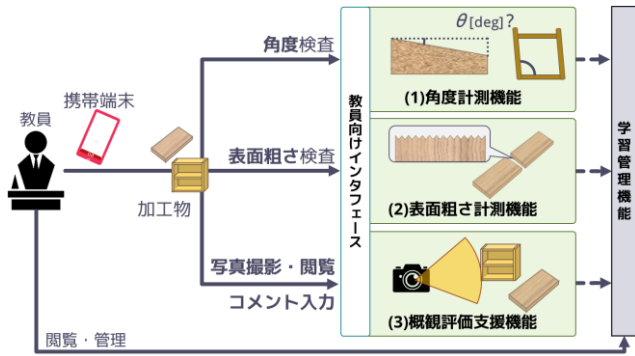 教員
携帯端末
加工物
角度検査
表面粗さ検査
写真撮影・閲覧
コメント入力
閲覧・管理
教員向けインタフェース
θ[deg]?
(1)角度計測機能
(2)表面粗さ計測機能
(3)概観評価支援機能
学習管理機能